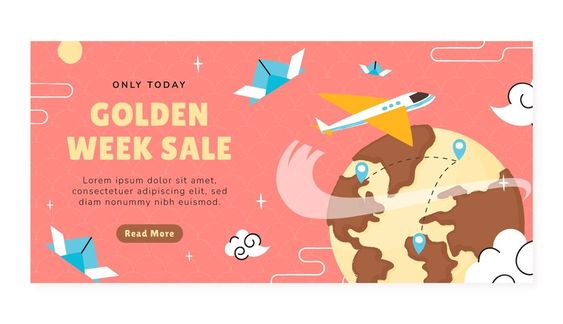 ONLY TODAY
GOLDEN
WEEK SALE
Lorem ipsum dolor sit amet,
consectetuer adipiscing elit, sed
diam nonummy nibh euismod.
Read More